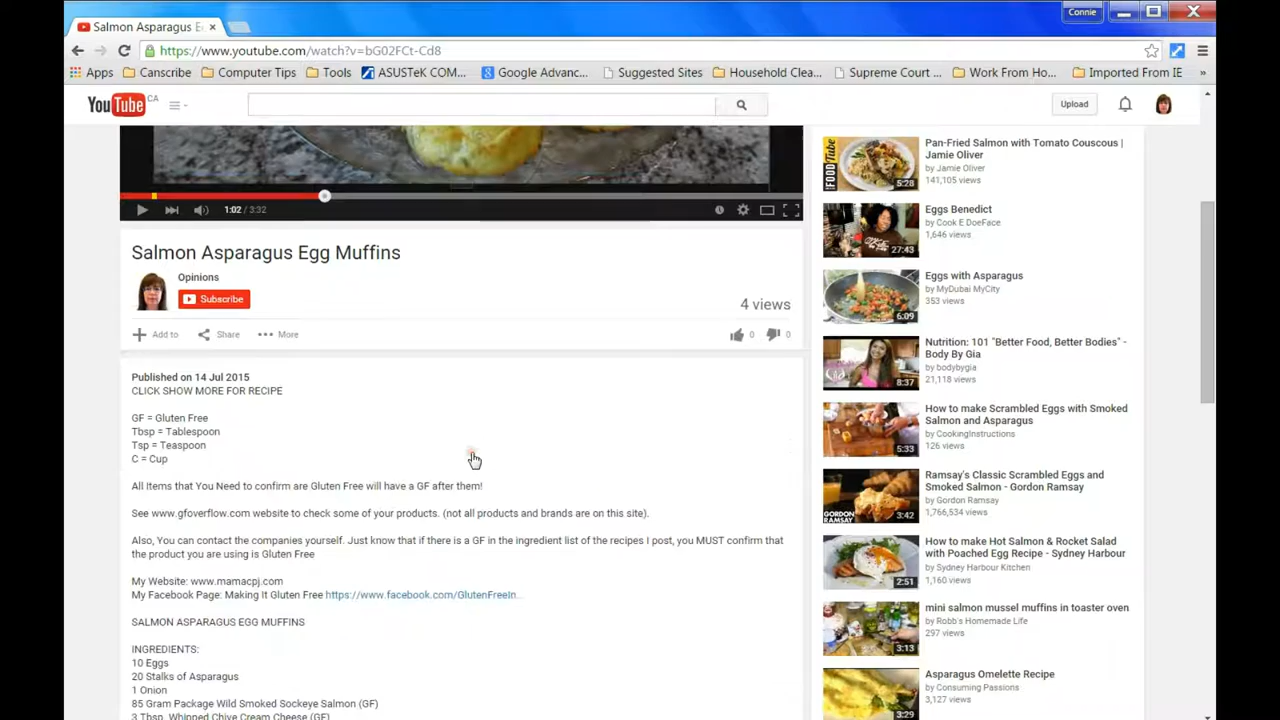 Connie
Salmon Asparagus E
https://www.youtube.com/watch?v=bG02FCt-Cd8
Apps Canscribe Computer Tips Tools ASUSTeK COM... Google Advanc... Suggested Sites Household Clea... Supreme Court ... Work From Ho... Imported From IE »
YouTube CA
Upload
1:02 / 3:32
Salmon Asparagus Egg Muffins
Opinions
Subscribe
4 views
Add to Share More 0 0
Published on 14 Jul 2015
CLICK SHOW MORE FOR RECIPE
GF = Gluten Free
Tbsp = Tablespoon
Tsp = Teaspoon
C = Cup
All Items that You Need to confirm are Gluten Free will have a GF after them!
See www.gfoverflow.com website to check some of your products. (not all products and brands are on this site).
Also, You can contact the companies yourself. Just know that if there is a GF in the ingredient list of the recipes I post, you MUST confirm that
the product you are using is Gluten Free
My Website: www.mamacpj.com
My Facebook Page: Making It Gluten Free https://www.facebook.com/GlutenFreeIn...
SALMON ASPARAGUS EGG MUFFINS
INGREDIENTS:
10 Eggs
20 Stalks of Asparagus
1 Onion
85 Gram Package Wild Smoked Sockeye Salmon (GF)
3 Tbsp. Whipped Chive Cream Cheese (GF)
FOOD Tube
5:28
Pan-Fried Salmon with Tomato Couscous |
Jamie Oliver
by Jamie Oliver
141,105 views
27:43
Eggs Benedict
by Cook E DoeFace
1,646 views
6:09
Eggs with Asparagus
by MyDubai MyCity
353 views
8:37
Nutrition: 101 "Better Food, Better Bodies" -
Body By Gia
by bodybygia
21,118 views
5:33
How to make Scrambled Eggs with Smoked
Salmon and Asparagus
by CookingInstructions
126 views
GORDON RAMSAY
3:42
Ramsay's Classic Scrambled Eggs and
Smoked Salmon - Gordon Ramsay
by Gordon Ramsay
1,766,534 views
2:51
How to make Hot Salmon & Rocket Salad
with Poached Egg Recipe - Sydney Harbour
by Sydney Harbour Kitchen
1,160 views
3:13
mini salmon mussel muffins in toaster oven
by Robb's Homemade Life
297 views
3:29
Asparagus Omelette Recipe
by Consuming Passions
3,127 views